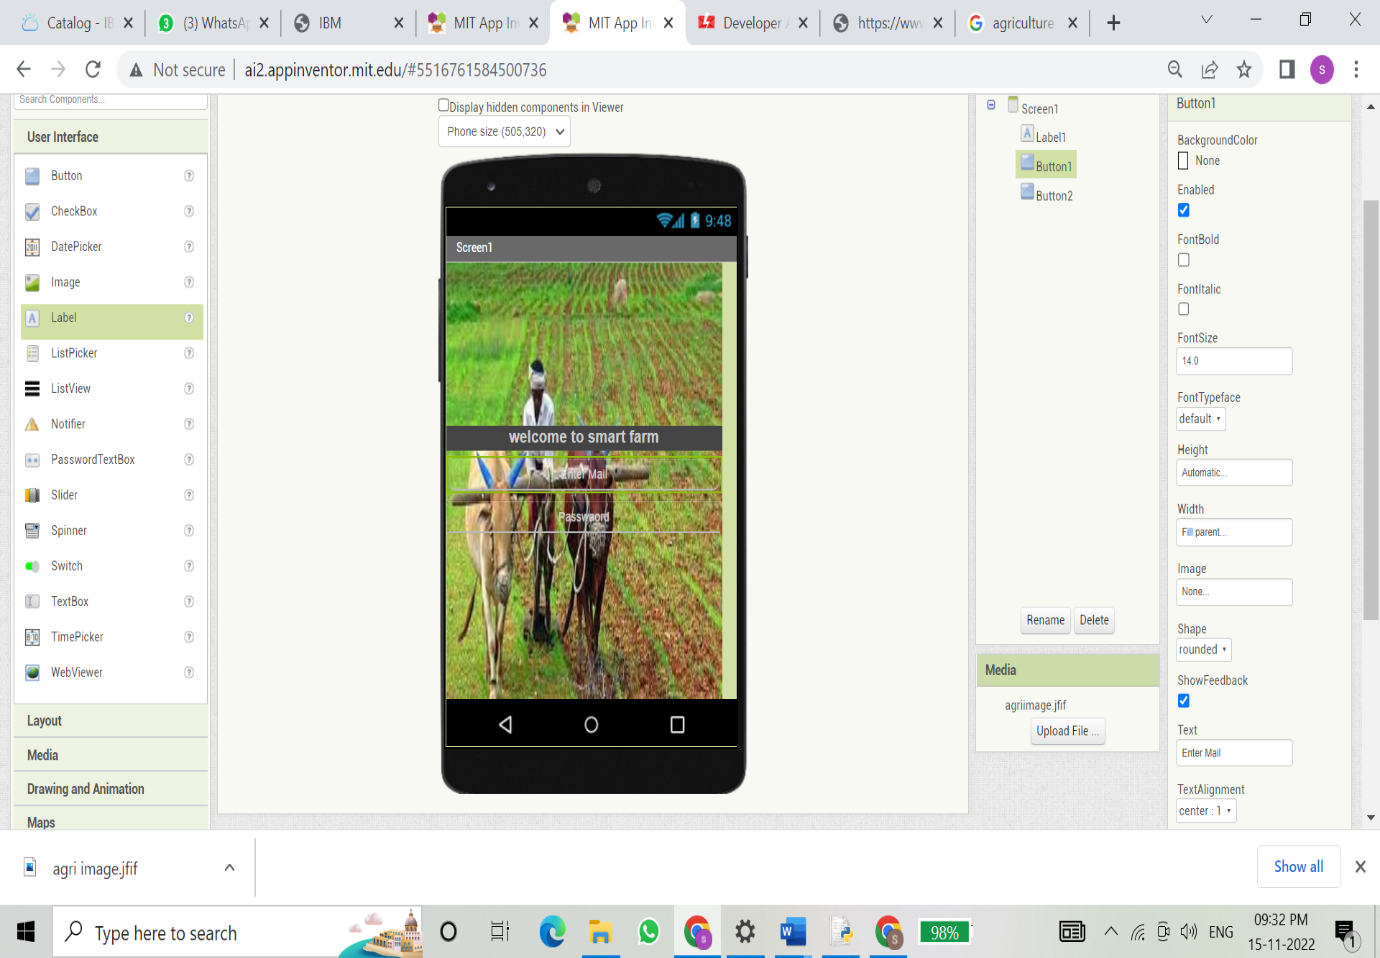 Catalog - IB
(3) WhatsAp
IBM
MIT App In
MIT App In
Developer A
https://www
agriculture
Not secure
ai2.appinventor.mit.edu/#5516761584500736
S
Search Components...
User Interface
Button
CheckBox
DatePicker
Image
Label
ListPicker
ListView
Notifier
PasswordTextBox
Slider
Spinner
Switch
TextBox
TimePicker
WebViewer
Layout
Media
Drawing and Animation
Maps
Display hidden components in Viewer
Phone size (505,320)
9:48
Screen1
welcome to smart farm
Enter Mail
Passwaord
Screen1
Label1
Button1
Button2
Rename
Delete
Media
agriimage.jfif
Upload File ...
Button1
BackgroundColor
None
Enabled
FontBold
FontItalic
FontSize
14.0
FontTypeface
default
Height
Automatic...
Width
Fill parent...
Image
None...
Shape
rounded
ShowFeedback
Text
Enter Mail
TextAlignment
center : 1
agri image.jfif
Show all
Type here to search
98%
ENG
09:32 PM
15-11-2022
1